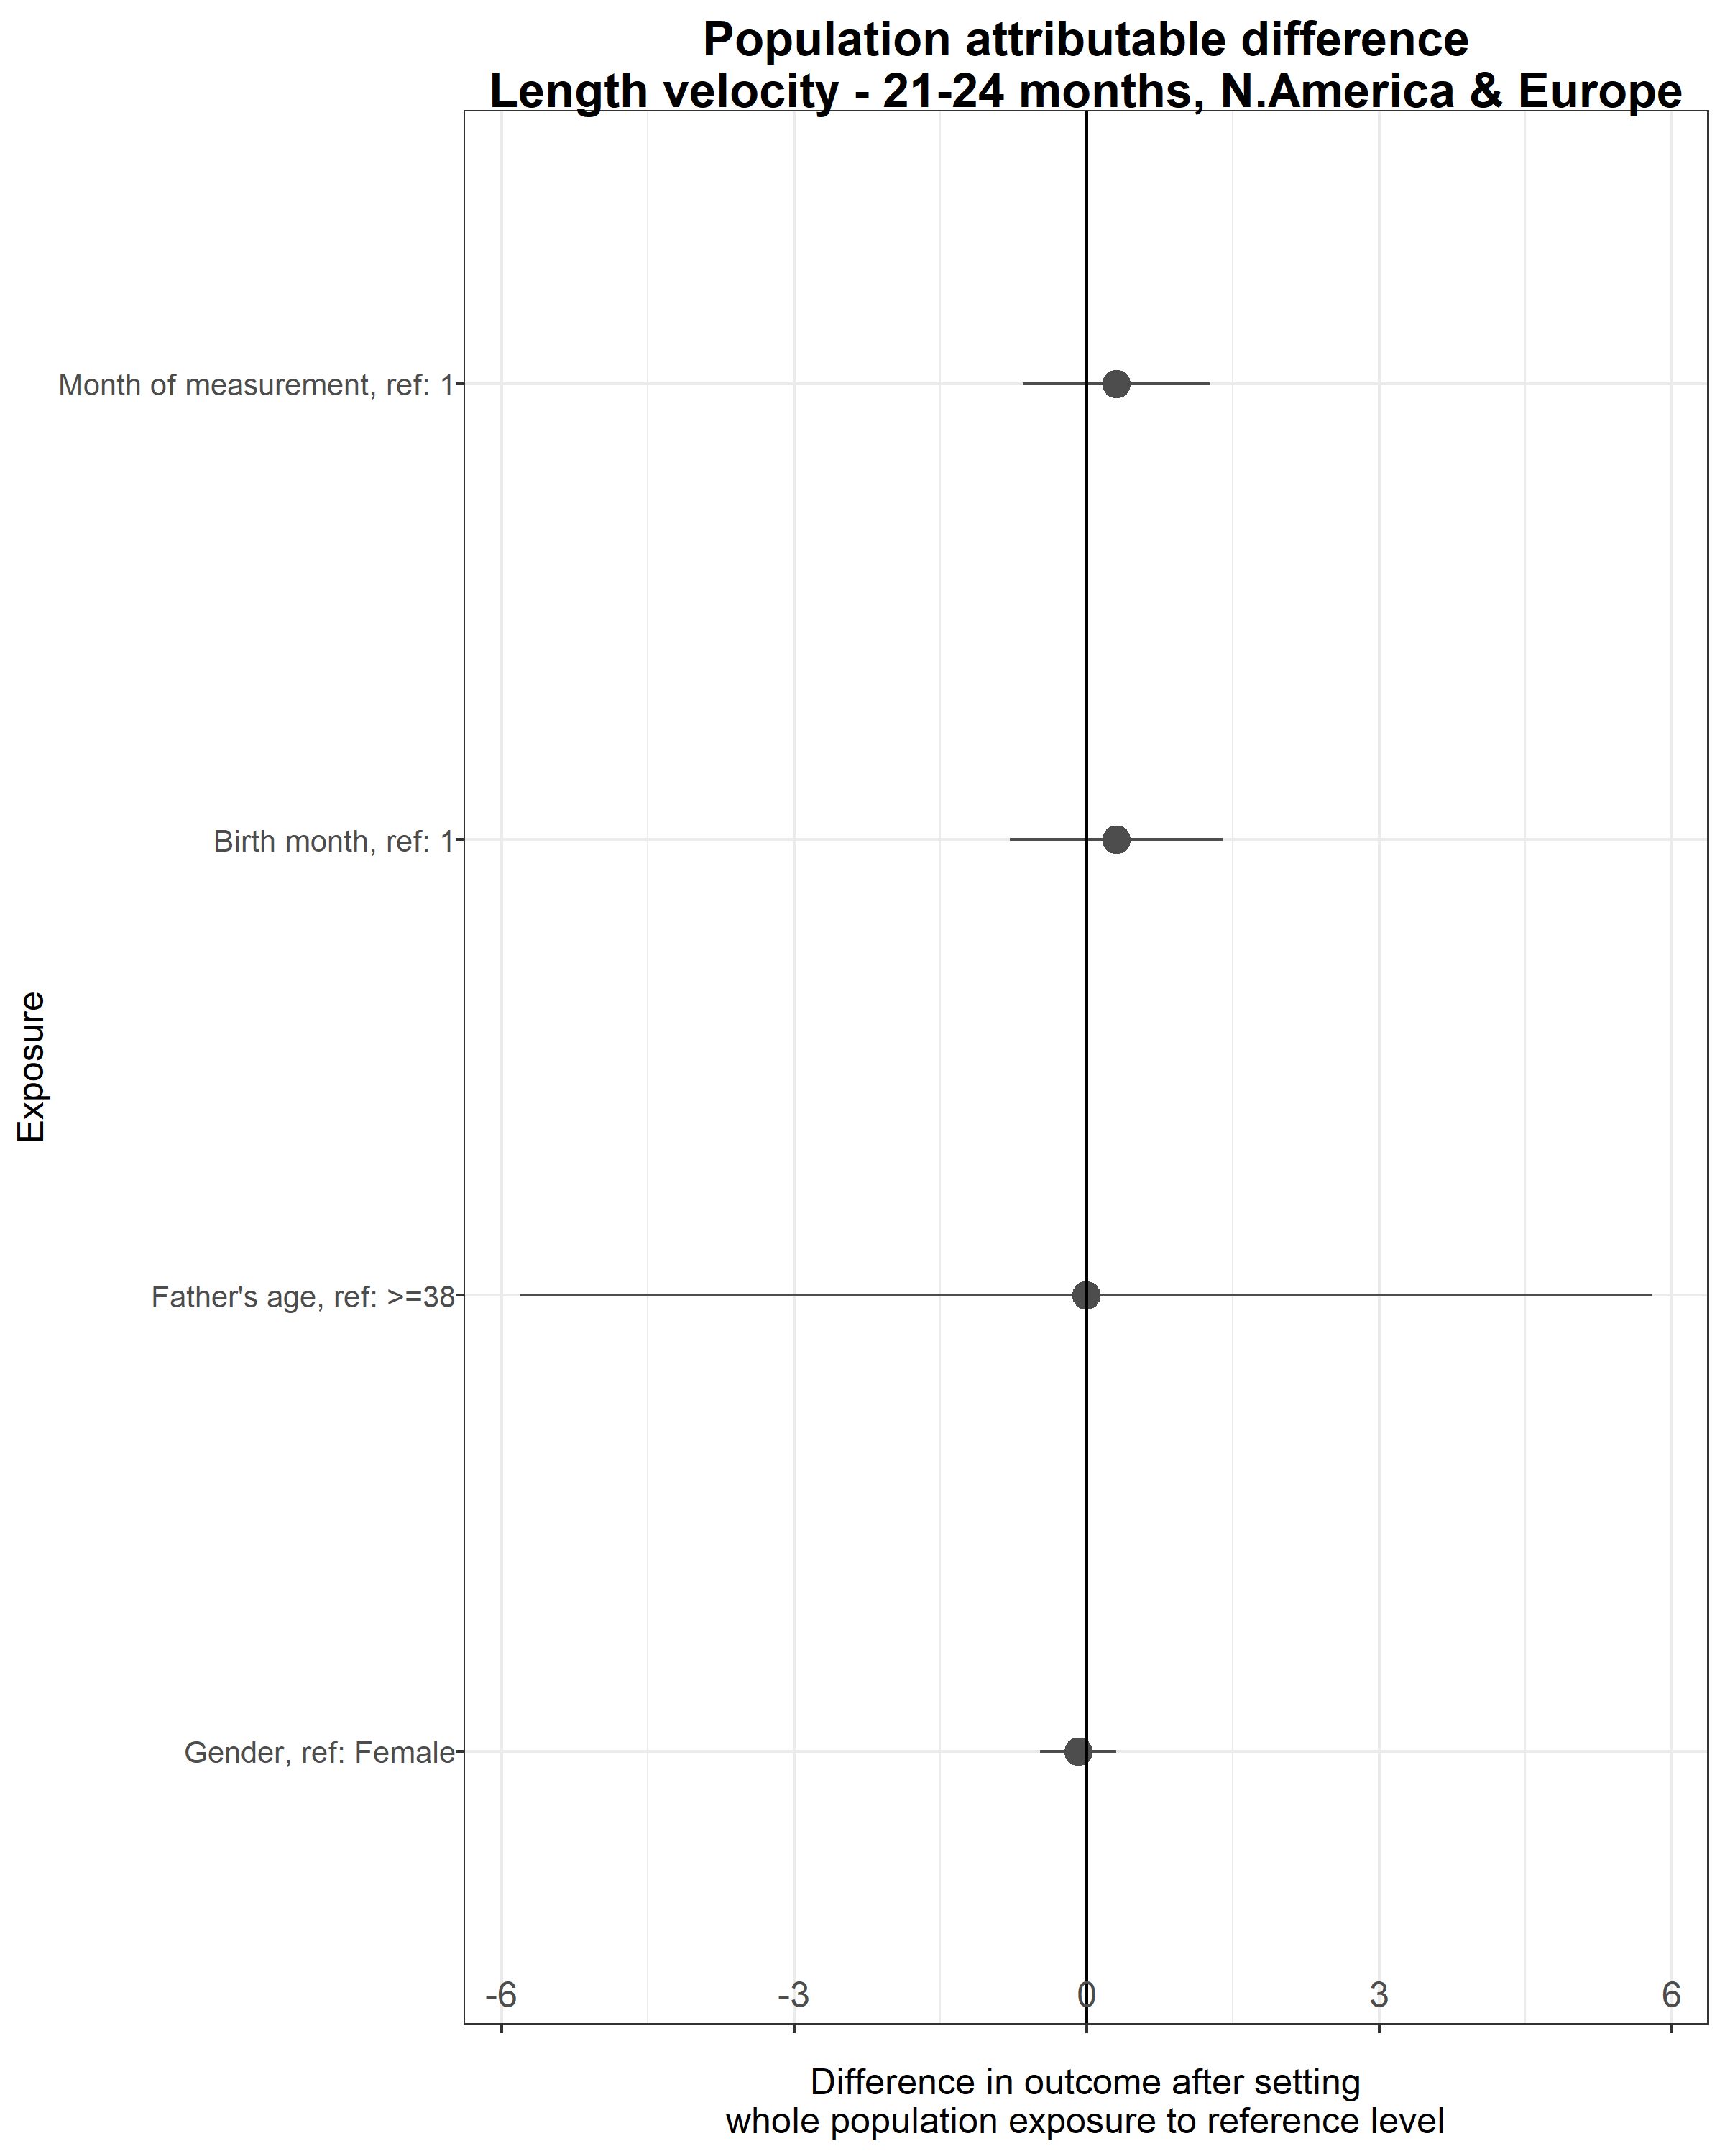 Population attributable difference
Length velocity - 21-24 months, N.America & Europe
Exposure
Month of measurement, ref: 1
Birth month, ref: 1
Father's age, ref: >=38
Gender, ref: Female
-6 -3 0 3 6
Difference in outcome after setting
whole population exposure to reference level